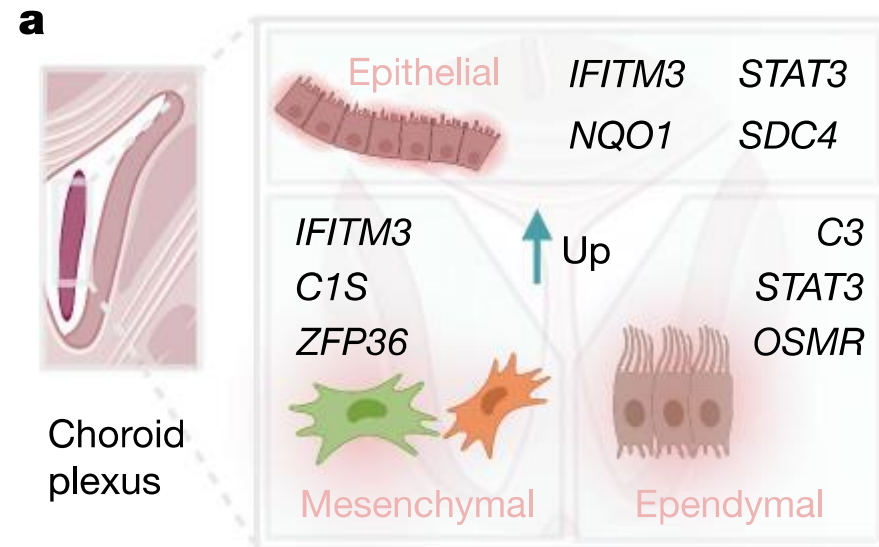 a
Epithelial
IFITM3 STAT3
NQO1 SDC4
IFITM3
C1S
ZFP36
Up
C3
STAT3
OSMR
Choroid
plexus
Mesenchymal
Ependymal